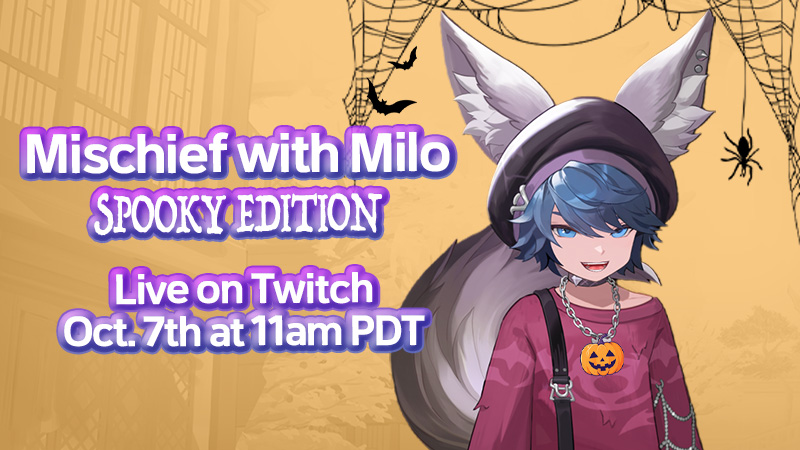 Mischief with Milo
SPOOKY EDITION
Live on Twitch
Oct. 7th at 11am PDT